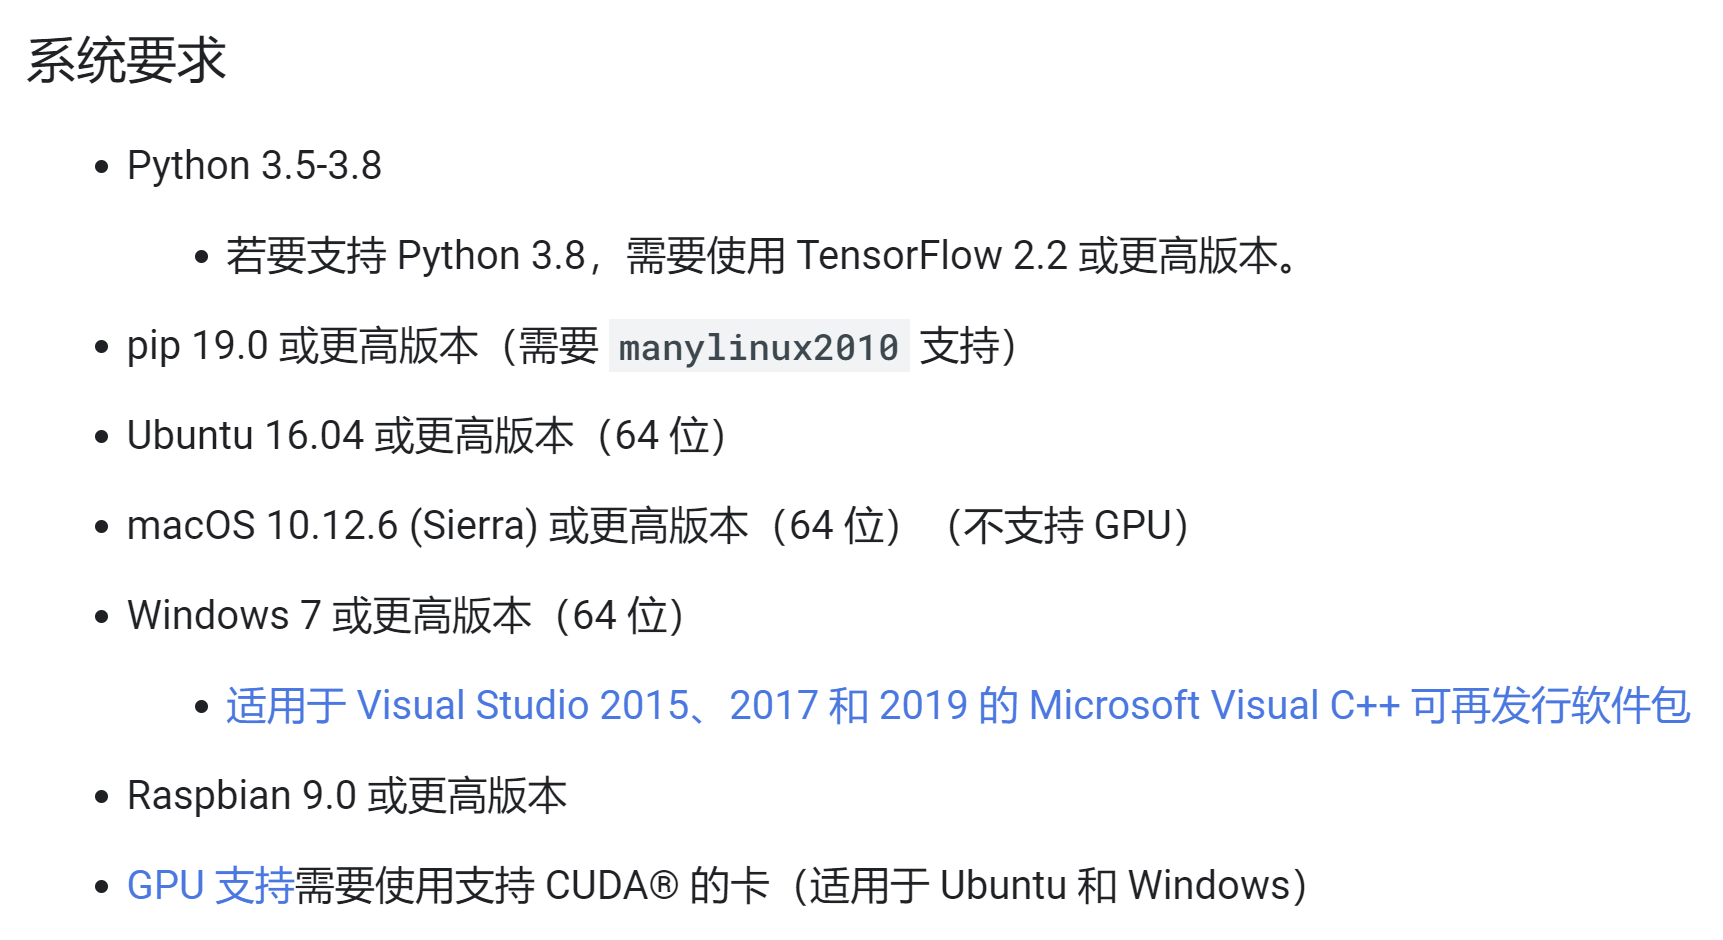 系统要求
• Python 3.5-3.8
• 若要支持 Python 3.8，需要使用 TensorFlow 2.2 或更高版本。
• pip 19.0 或更高版本（需要 manylinux2010 支持）
• Ubuntu 16.04 或更高版本（64 位）
• macOS 10.12.6 (Sierra) 或更高版本（64 位）（不支持 GPU）
• Windows 7 或更高版本（64 位）
• 适用于 Visual Studio 2015、2017 和 2019 的 Microsoft Visual C++ 可再发行软件包
• Raspbian 9.0 或更高版本
• GPU 支持需要使用支持 CUDA® 的卡（适用于 Ubuntu 和 Windows）